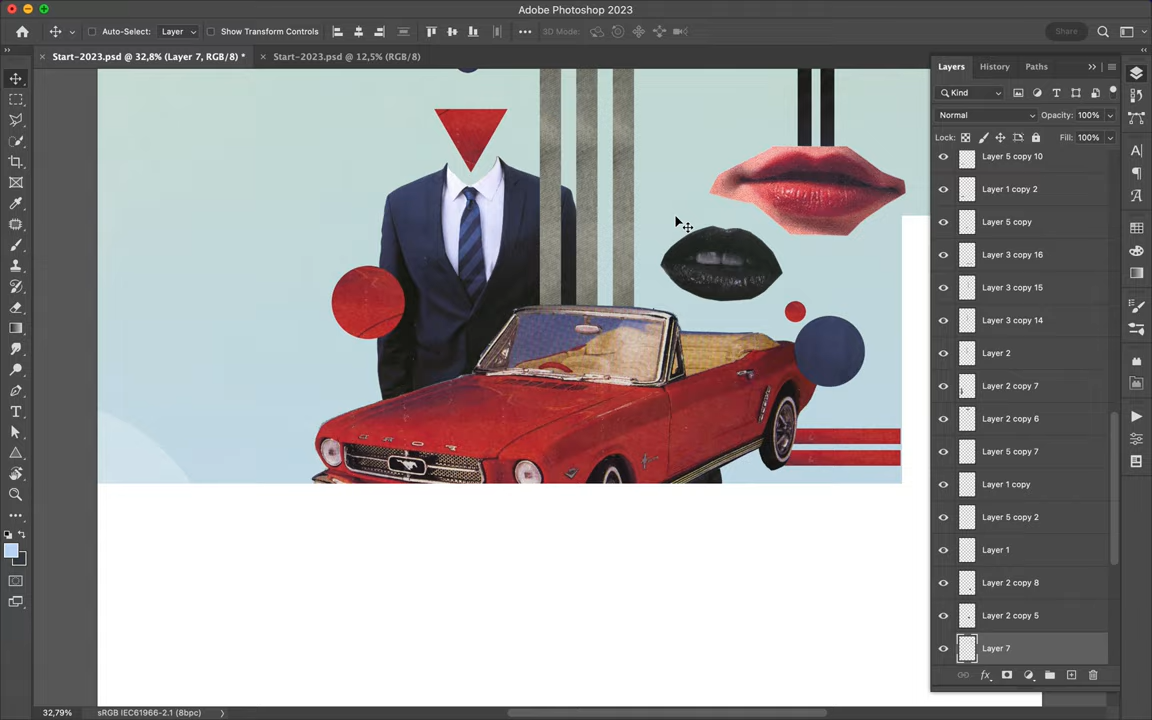 Adobe Photoshop 2023
Auto-Select: Layer Show Transform Controls 3D Mode: Share
Start-2023.psd @ 32,8% (Layer 7, RGB/8) * Start-2023.psd @ 12,5% (RGB/8)
Layers History Paths
Kind
Normal Opacity: 100%
Lock: Fill: 100%
Layer 5 copy 10
Layer 1 copy 2
Layer 5 copy
Layer 3 copy 16
Layer 3 copy 15
Layer 3 copy 14
Layer 2
Layer 2 copy 7
Layer 2 copy 6
Layer 5 copy 7
Layer 1 copy
Layer 5 copy 2
Layer 1
Layer 2 copy 8
Layer 2 copy 5
Layer 7
fx
32,79% sRGB IEC61966-2.1 (8bpc)